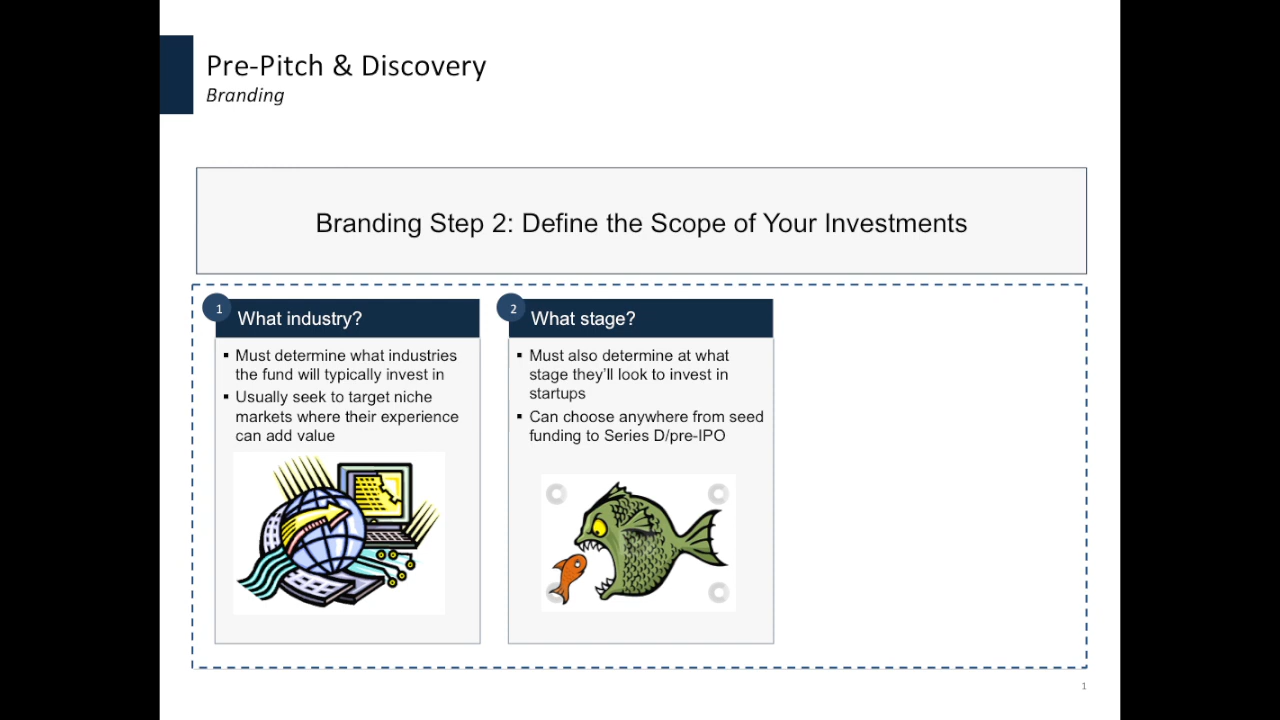 Pre-Pitch & Discovery
Branding
Branding Step 2: Define the Scope of Your Investments
1
What industry?
▪ Must determine what industries
the fund will typically invest in
▪ Usually seek to target niche
markets where their experience
can add value
2
What stage?
▪ Must also determine at what
stage they’ll look to invest in
startups
▪ Can choose anywhere from seed
funding to Series D/pre-IPO
1